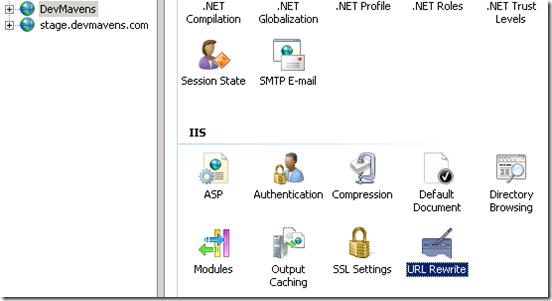 DevMavens
stage.devmavens.com
.NET Compilation
.NET Globalization
.NET Profile
.NET Roles
.NET Trust Levels
Session State
SMTP E-mail
IIS
ASP
Authentication
Compression
Default Document
Directory Browsing
Modules
Output Caching
SSL Settings
URL Rewrite